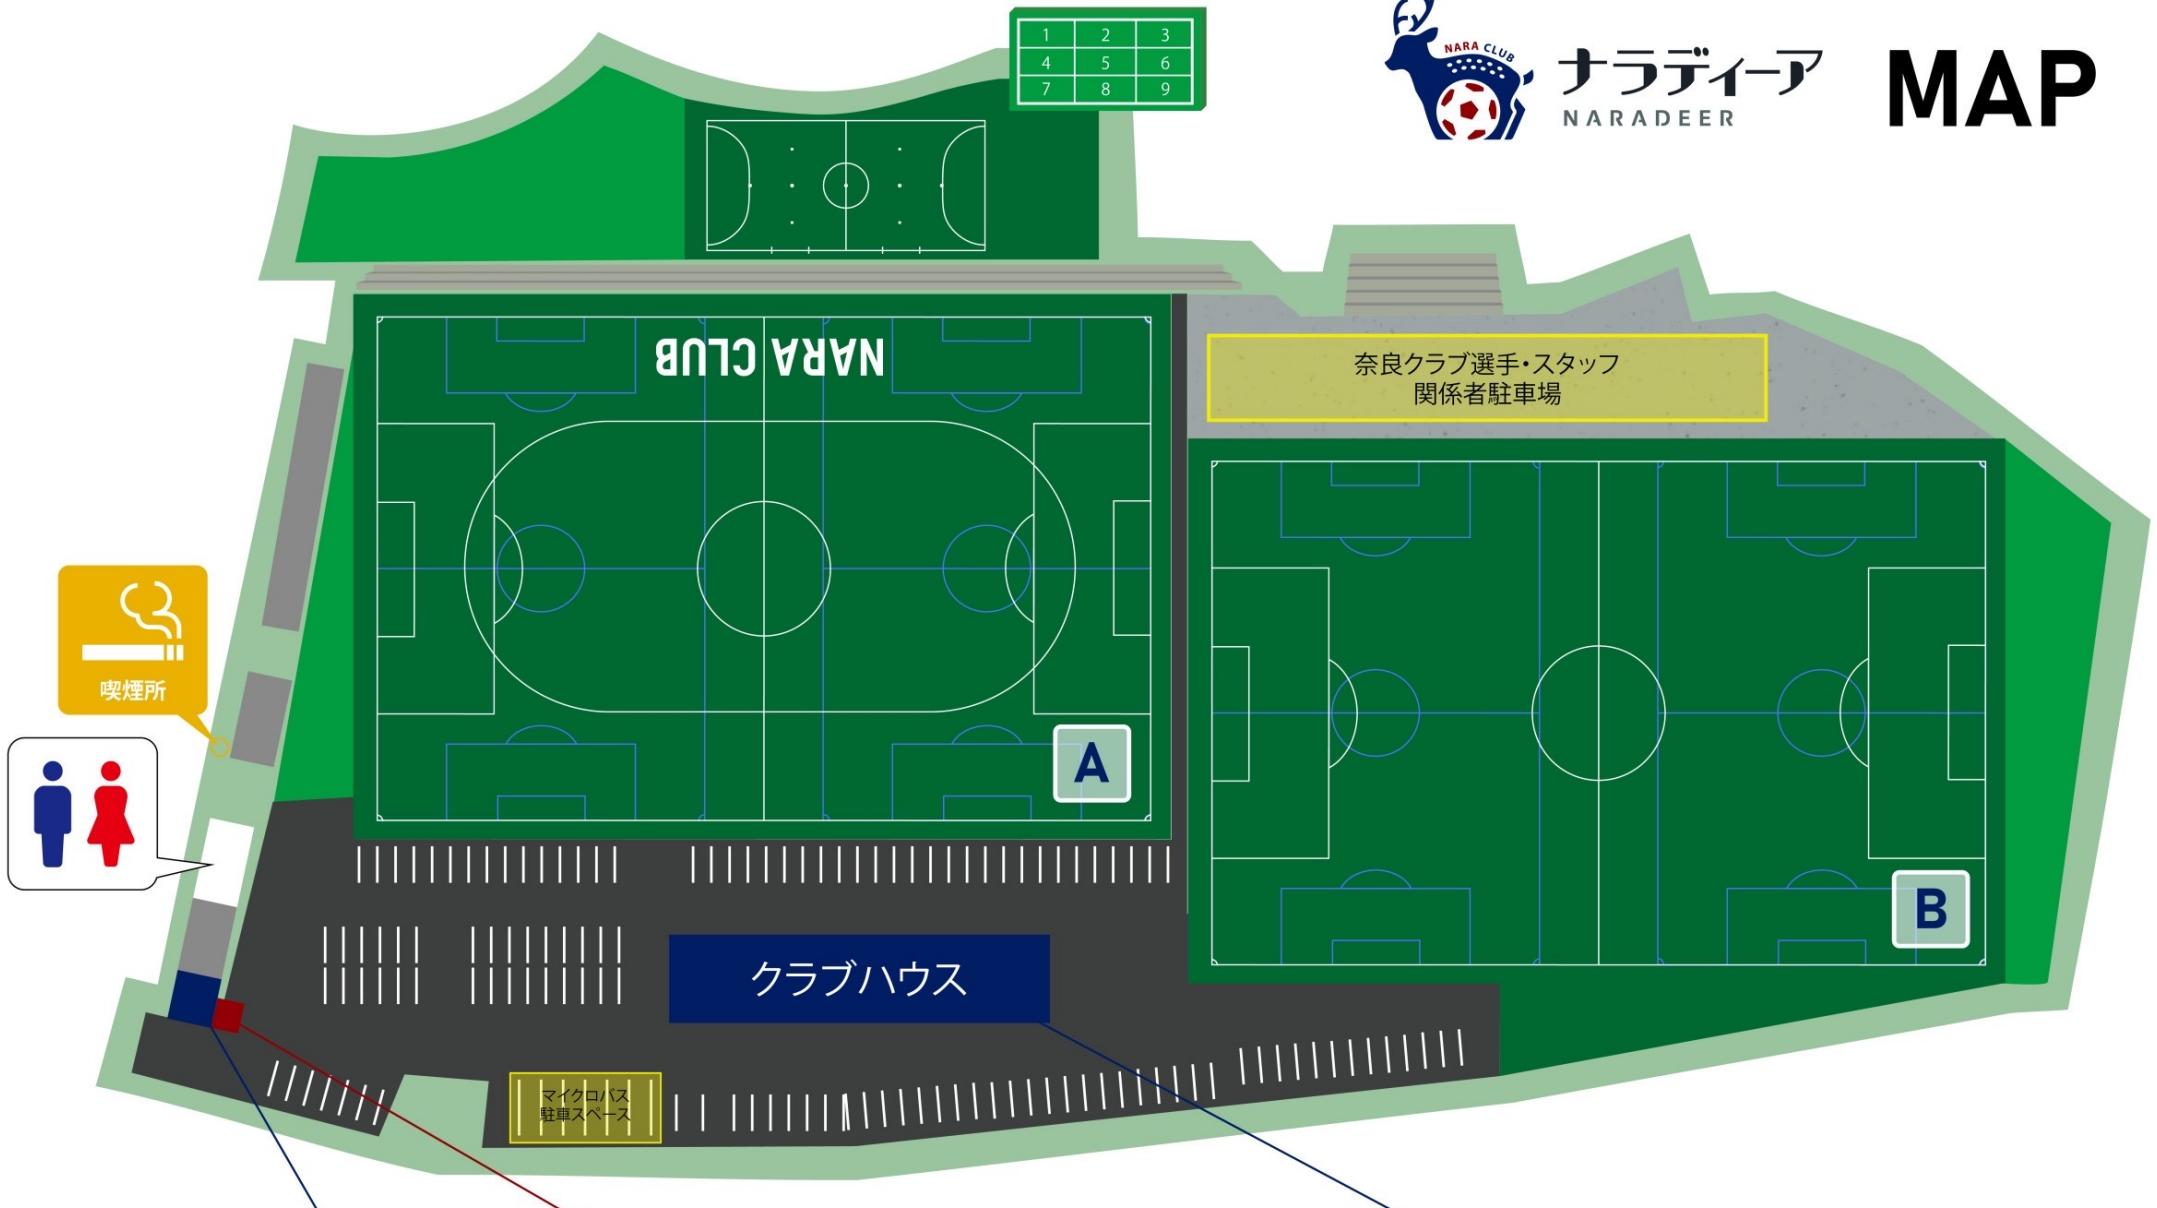 NARA CLUB
ナラディーア
NARADEER
MAP
1 2 3
4 5 6
7 8 9
NARA CLUB
奈良クラブ選手・スタッフ
関係者駐車場
喫煙所
A
B
クラブハウス
マイクロバス
駐車スペース